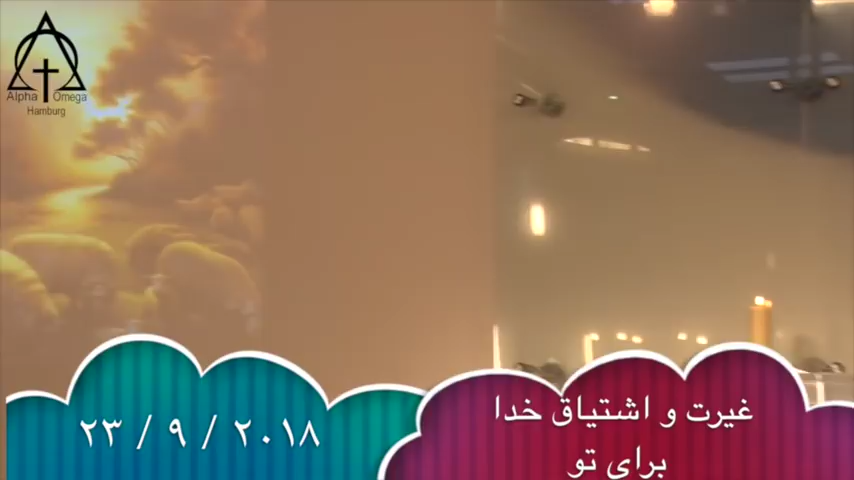 Alpha Omega
Hamburg
۲۳ / ۹ / ۲۰۱۸
غیرت و اشتیاق خدا
برای تو